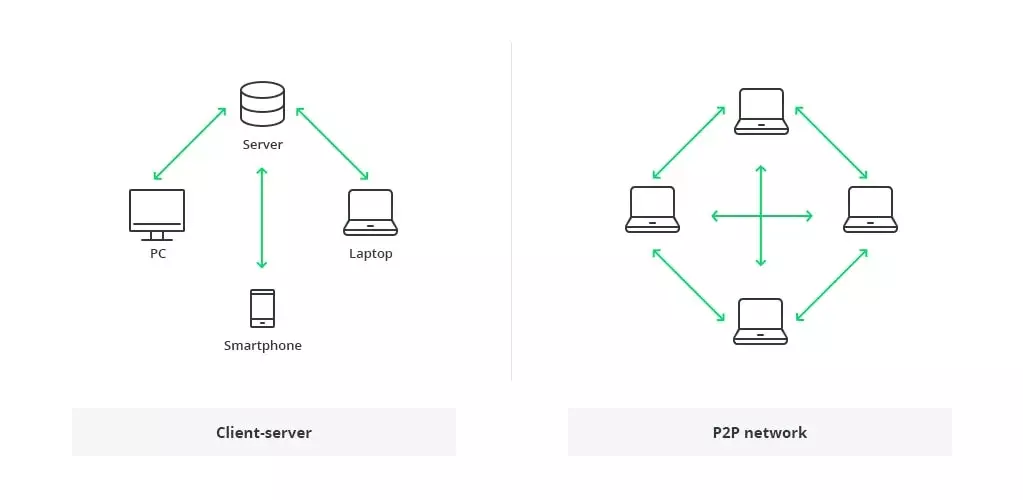 Server
PC
Laptop
Smartphone
Client-server
P2P network